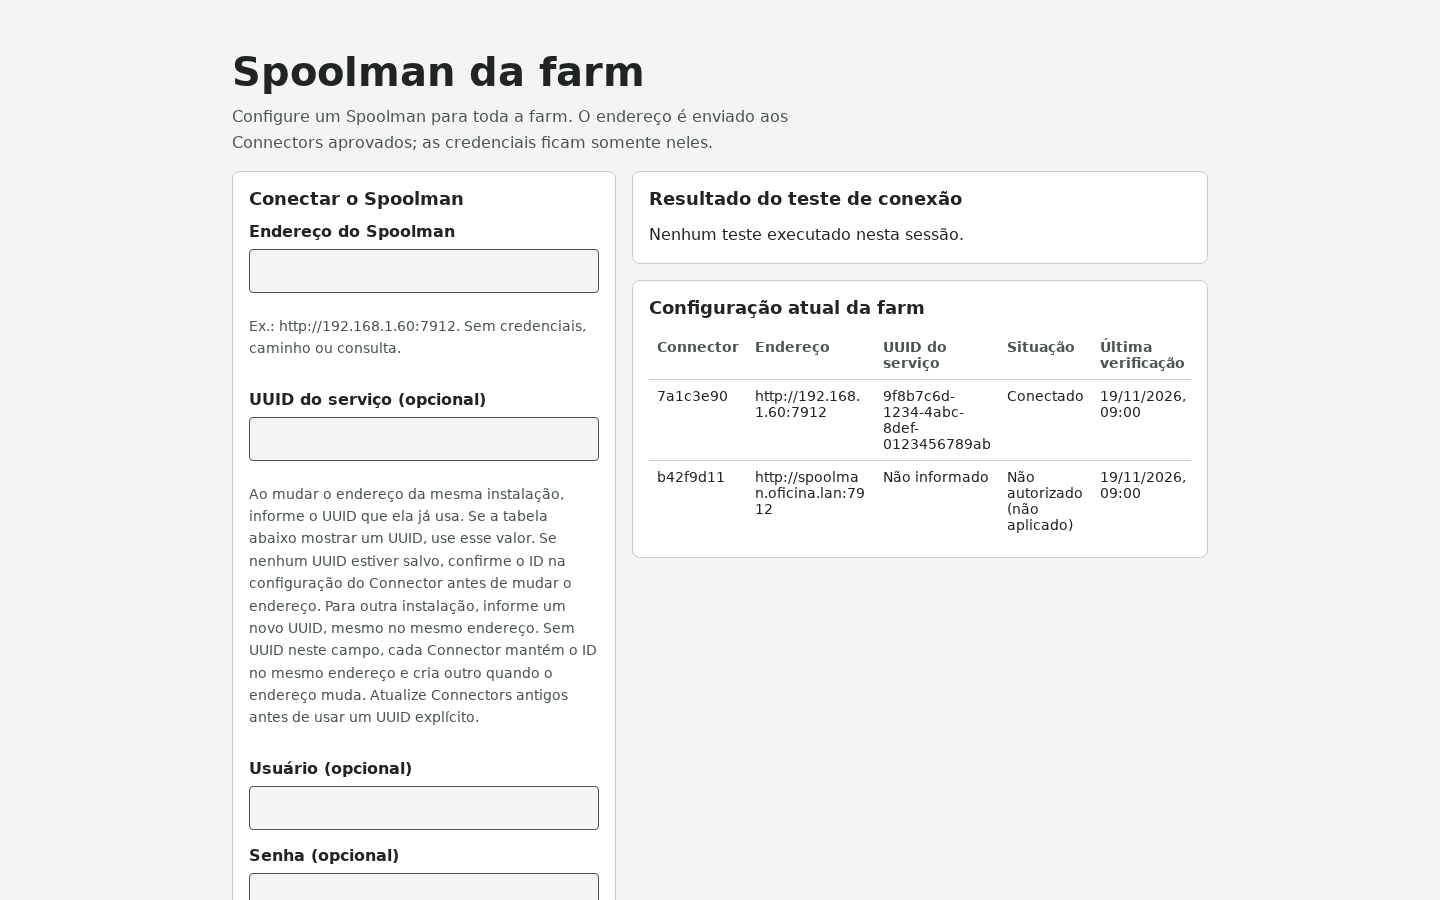 Spoolman da farm
Configure um Spoolman para toda a farm. O endereço é enviado aos
Connectors aprovados; as credenciais ficam somente neles.
Conectar o Spoolman
Endereço do Spoolman
Ex.: http://192.168.1.60:7912. Sem credenciais,
caminho ou consulta.
UUID do serviço (opcional)
Ao mudar o endereço da mesma instalação,
informe o UUID que ela já usa. Se a tabela
abaixo mostrar um UUID, use esse valor. Se
nenhum UUID estiver salvo, confirme o ID na
configuração do Connector antes de mudar o
endereço. Para outra instalação, informe um
novo UUID, mesmo no mesmo endereço. Sem
UUID neste campo, cada Connector mantém o ID
no mesmo endereço e cria outro quando o
endereço muda. Atualize Connectors antigos
antes de usar um UUID explícito.
Usuário (opcional)
Senha (opcional)
Resultado do teste de conexão
Nenhum teste executado nesta sessão.
Configuração atual da farm
Connector Endereço UUID do Situação Última
serviço verificação
7a1c3e90 http://192.168. 9f8b7c6d- Conectado 19/11/2026,
1.60:7912 1234-4abc- 09:00
8def-
0123456789ab
b42f9d11 http://spoolma Não informado Não 19/11/2026,
n.oficina.lan:79 autorizado 09:00
12 (não
aplicado)